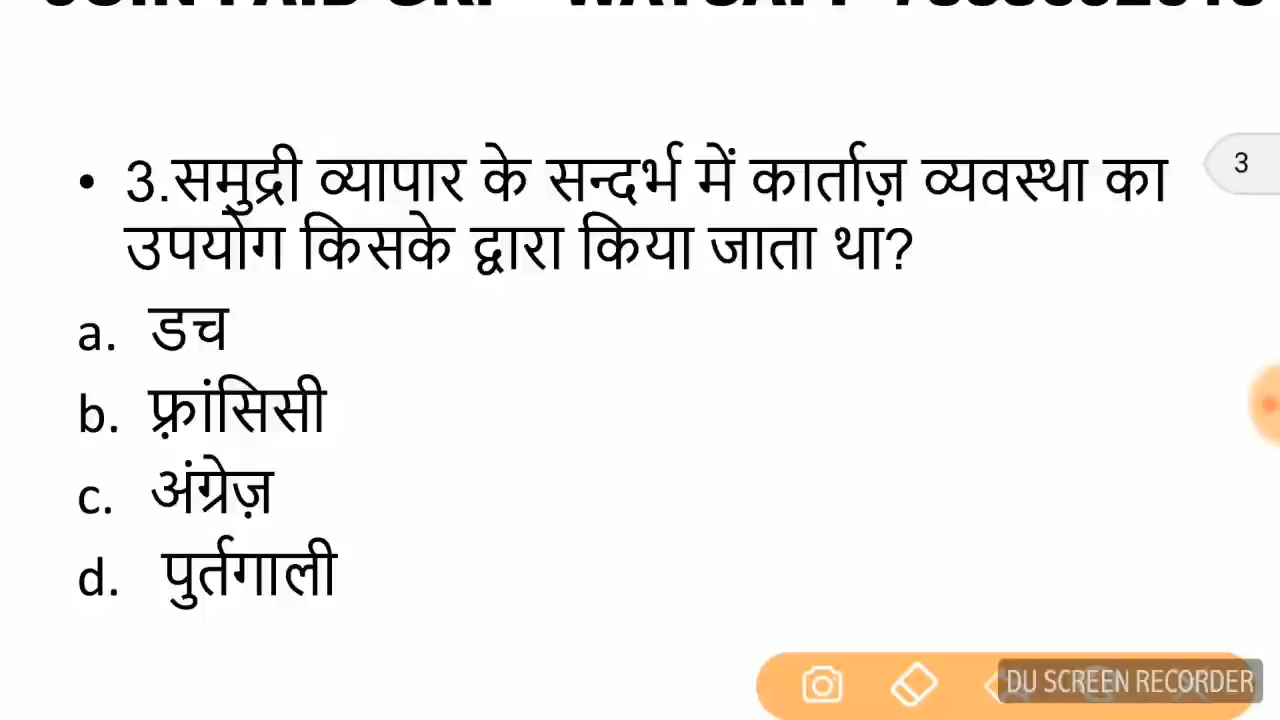 • 3.समुद्री व्यापार के सन्दर्भ में कार्ताज़ व्यवस्था का
उपयोग किसके द्वारा किया जाता था?
a. डच
b. फ़्रांसिसी
c. अंग्रेज़
d. पुर्तगाली
3
DU SCREEN RECORDER